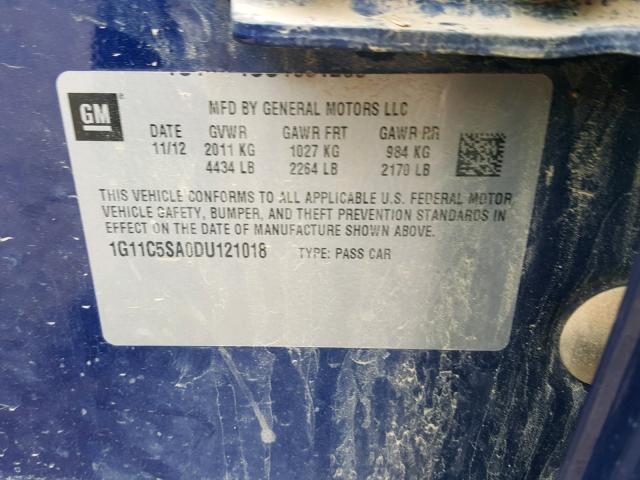 GM
MFD BY GENERAL MOTORS LLC
DATE GVWR GAWR FRT GAWR RR
11/12 2011 KG 1027 KG 984 KG
4434 LB 2264 LB 2170 LB
THIS VEHICLE CONFORMS TO ALL APPLICABLE U.S. FEDERAL MOTOR
VEHICLE SAFETY, BUMPER, AND THEFT PREVENTION STANDARDS IN
EFFECT ON THE DATE OF MANUFACTURE SHOWN ABOVE.
1G11C5SA0DU121018 TYPE: PASS CAR